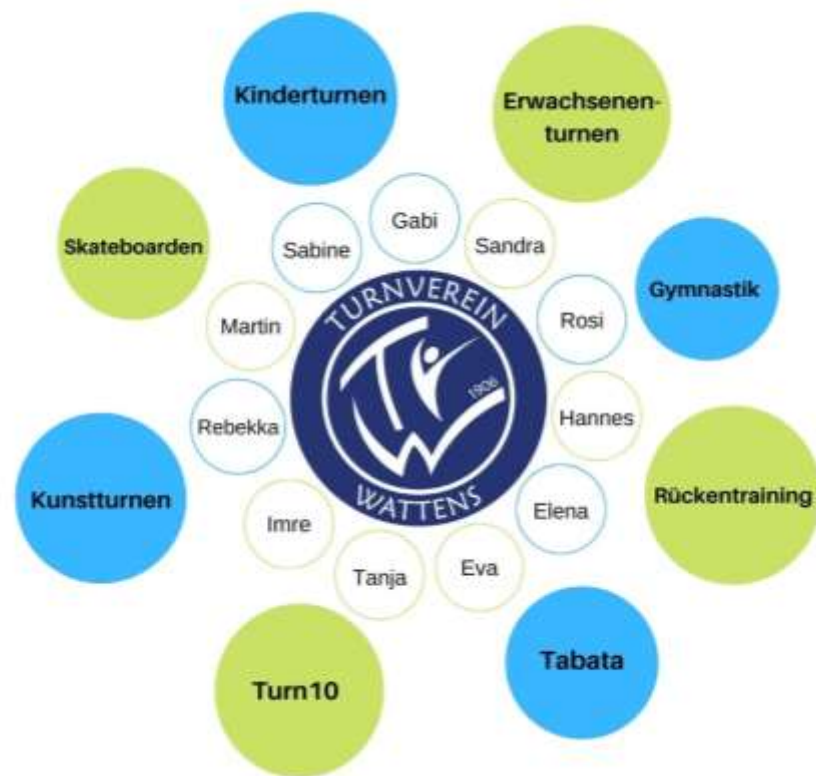 Kinderturnen
Erwachsenen-
turnen
Skateboarden
Gymnastik
Gabi
Sabine
Sandra
Martin
Rosi
Rebekka
Hannes
Imre
Elena
Tanja
Eva
TURNVEREIN
TVW
1906
WATTENS
Kunstturnen
Rückentraining
Turn10
Tabata